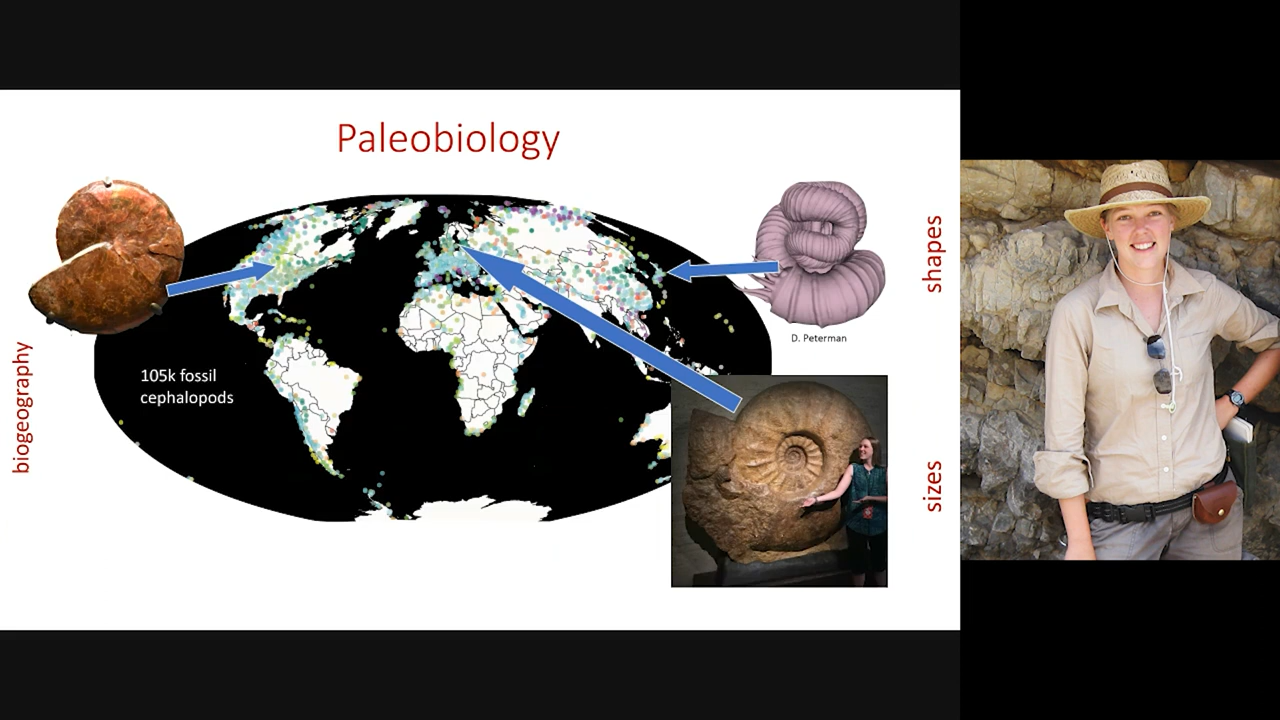 Paleobiology
biogeography
105k fossil
cephalopods
shapes
D. Peterman
sizes